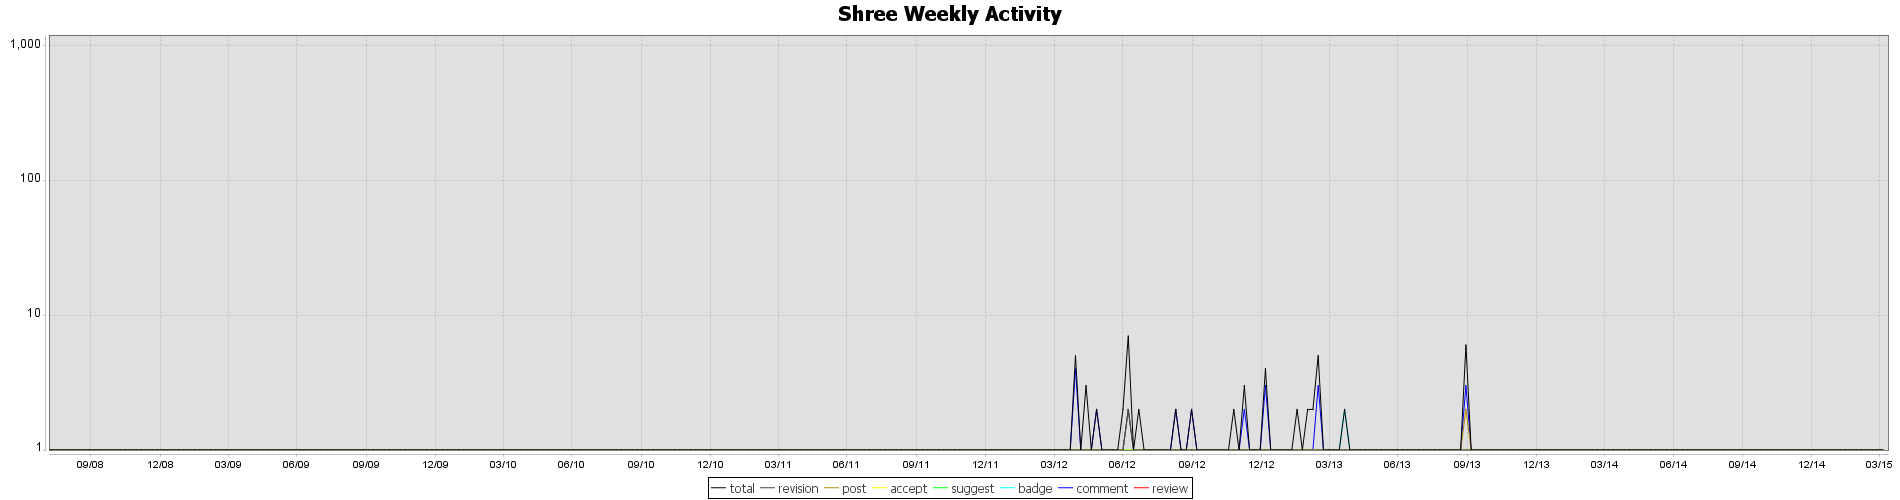 Shree Weekly Activity
1,000
100
10
1
09/08 12/08 03/09 06/09 09/09 12/09 03/10 06/10 09/10 12/10 03/11 06/11 09/11 12/11 03/12 06/12 09/12 12/12 03/13 06/13 09/13 12/13 03/14 06/14 09/14 12/14 03/15
total revision post accept suggest badge comment review